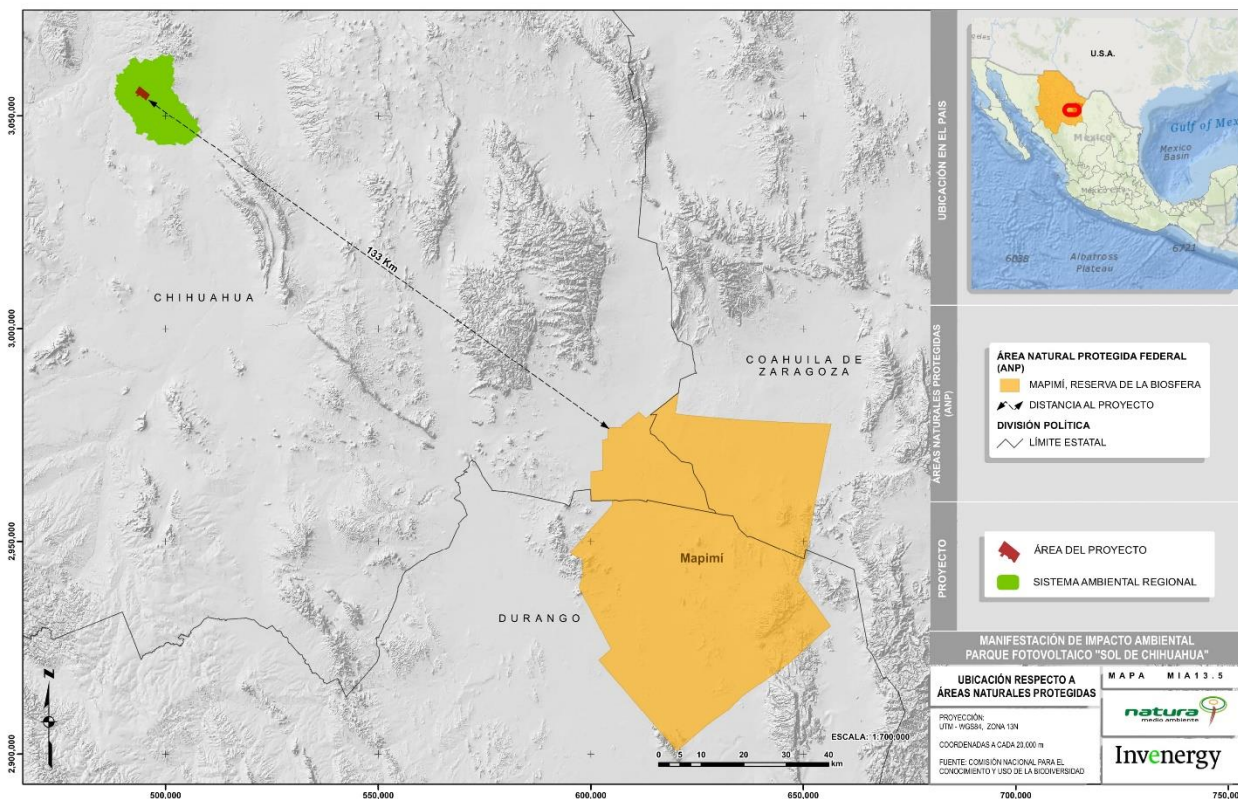 3,050,000
3,000,000
2,950,000
2,900,000
500,000
550,000
600,000
650,000
700,000
750,000
133 Km
CHIHUAHUA
COAHUILA DE
ZARAGOZA
DURANGO
Mapimí
N
ESCALA: 1:700,000
0 5 10 20 30 40
km
UBICACIÓN EN EL PAIS
U.S.A.
Mexico
Gulf of Mex
Mexico
Basin
México City
6038
6721
Albatross
Plateau
ÁREAS NATURALES PROTEGIDAS
(ANP)
ÁREA NATURAL PROTEGIDA FEDERAL
(ANP)
MAPIMÍ, RESERVA DE LA BIOSFERA
DISTANCIA AL PROYECTO
DIVISIÓN POLÍTICA
LÍMITE ESTATAL
PROYECTO
ÁREA DEL PROYECTO
SISTEMA AMBIENTAL REGIONAL
MANIFESTACIÓN DE IMPACTO AMBIENTAL
PARQUE FOTOVOLTAICO "SOL DE CHIHUAHUA"
UBICACIÓN RESPECTO A
ÁREAS NATURALES PROTEGIDAS
MAPA MIA13.5
PROYECCIÓN:
UTM - WGS84, ZONA 13N
COORDENADAS A CADA 20,000 m
FUENTE: COMISIÓN NACIONAL PARA EL
CONOCIMIENTO Y USO DE LA BIODIVERSIDAD
natura
medio ambiente
Invenergy